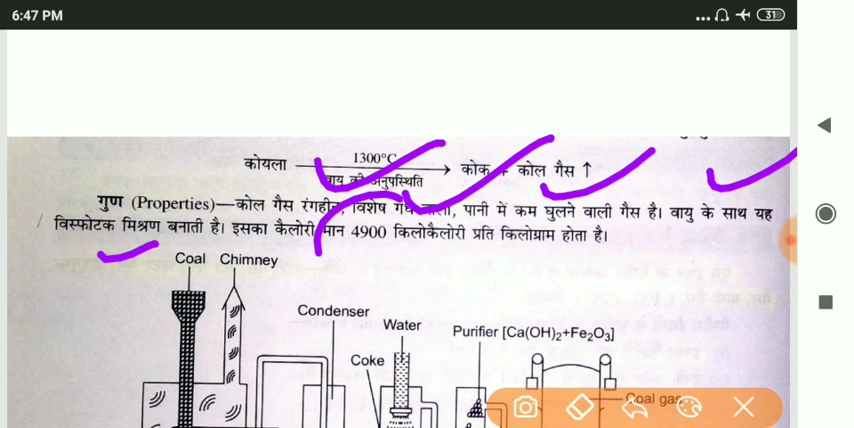 6:47 PM
31
1300°C
कोयला → कोक + कोल गैस ↑
वायु की अनुपस्थिति
गुण (Properties)—कोल गैस रंगहीन, विशेष गंध वाली, पानी में कम घुलने वाली गैस है। वायु के साथ यह
विस्फोटक मिश्रण बनाती है। इसका कैलोरी मान 4900 किलोकैलोरी प्रति किलोग्राम होता है।
Coal Chimney
Condenser
Water
Purifier [Ca(OH)₂+Fe₂O₃]
Coke
Coal gas